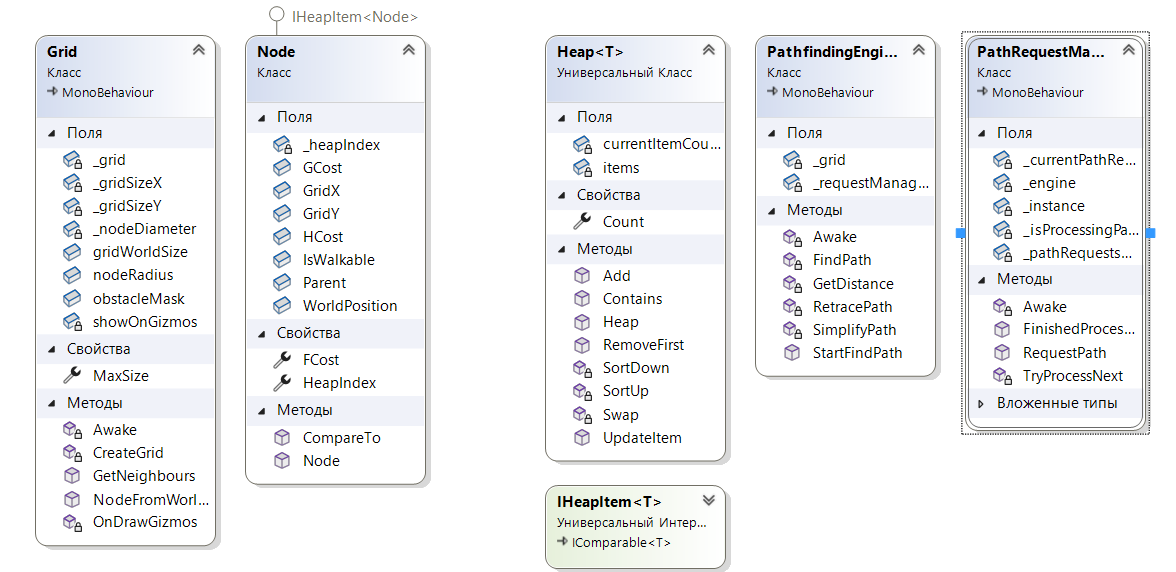 IHeapItem<Node>
Grid
Класс
MonoBehaviour
Поля
_grid
_gridSizeX
_gridSizeY
_nodeDiameter
gridWorldSize
nodeRadius
obstacleMask
showOnGizmos
Свойства
MaxSize
Методы
Awake
CreateGrid
GetNeighbours
NodeFromWorl...
OnDrawGizmos
Node
Класс
Поля
_heapIndex
GCost
GridX
GridY
HCost
IsWalkable
Parent
WorldPosition
Свойства
FCost
HeapIndex
Методы
CompareTo
Node
Heap<T>
Универсальный Класс
Поля
currentItemCou...
items
Свойства
Count
Методы
Add
Contains
Heap
RemoveFirst
SortDown
SortUp
Swap
UpdateItem
IHeapItem<T>
Универсальный Интер...
IComparable<T>
PathfindingEngi...
Класс
MonoBehaviour
Поля
_grid
_requestManag...
Методы
Awake
FindPath
GetDistance
RetracePath
SimplifyPath
StartFindPath
PathRequestMa...
Класс
MonoBehaviour
Поля
_currentPathRe...
_engine
_instance
_isProcessingPa...
_pathRequests...
Методы
Awake
FinishedProces...
RequestPath
TryProcessNext
Вложенные типы